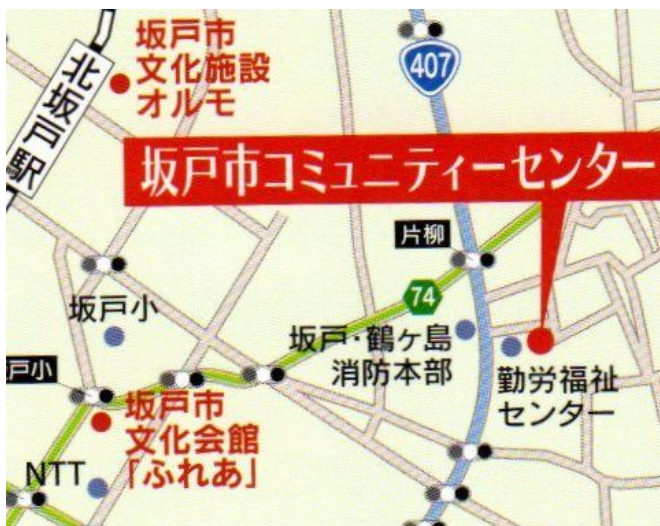 坂戸市
文化施設
オルモ
407
北坂戸駅
坂戸市コミュニティーセンター
片柳
74
坂戸小
坂戸・鶴ヶ島
消防本部
戸小
勤労福祉
センター
坂戸市
文化会館
「ふれあ」
NTT